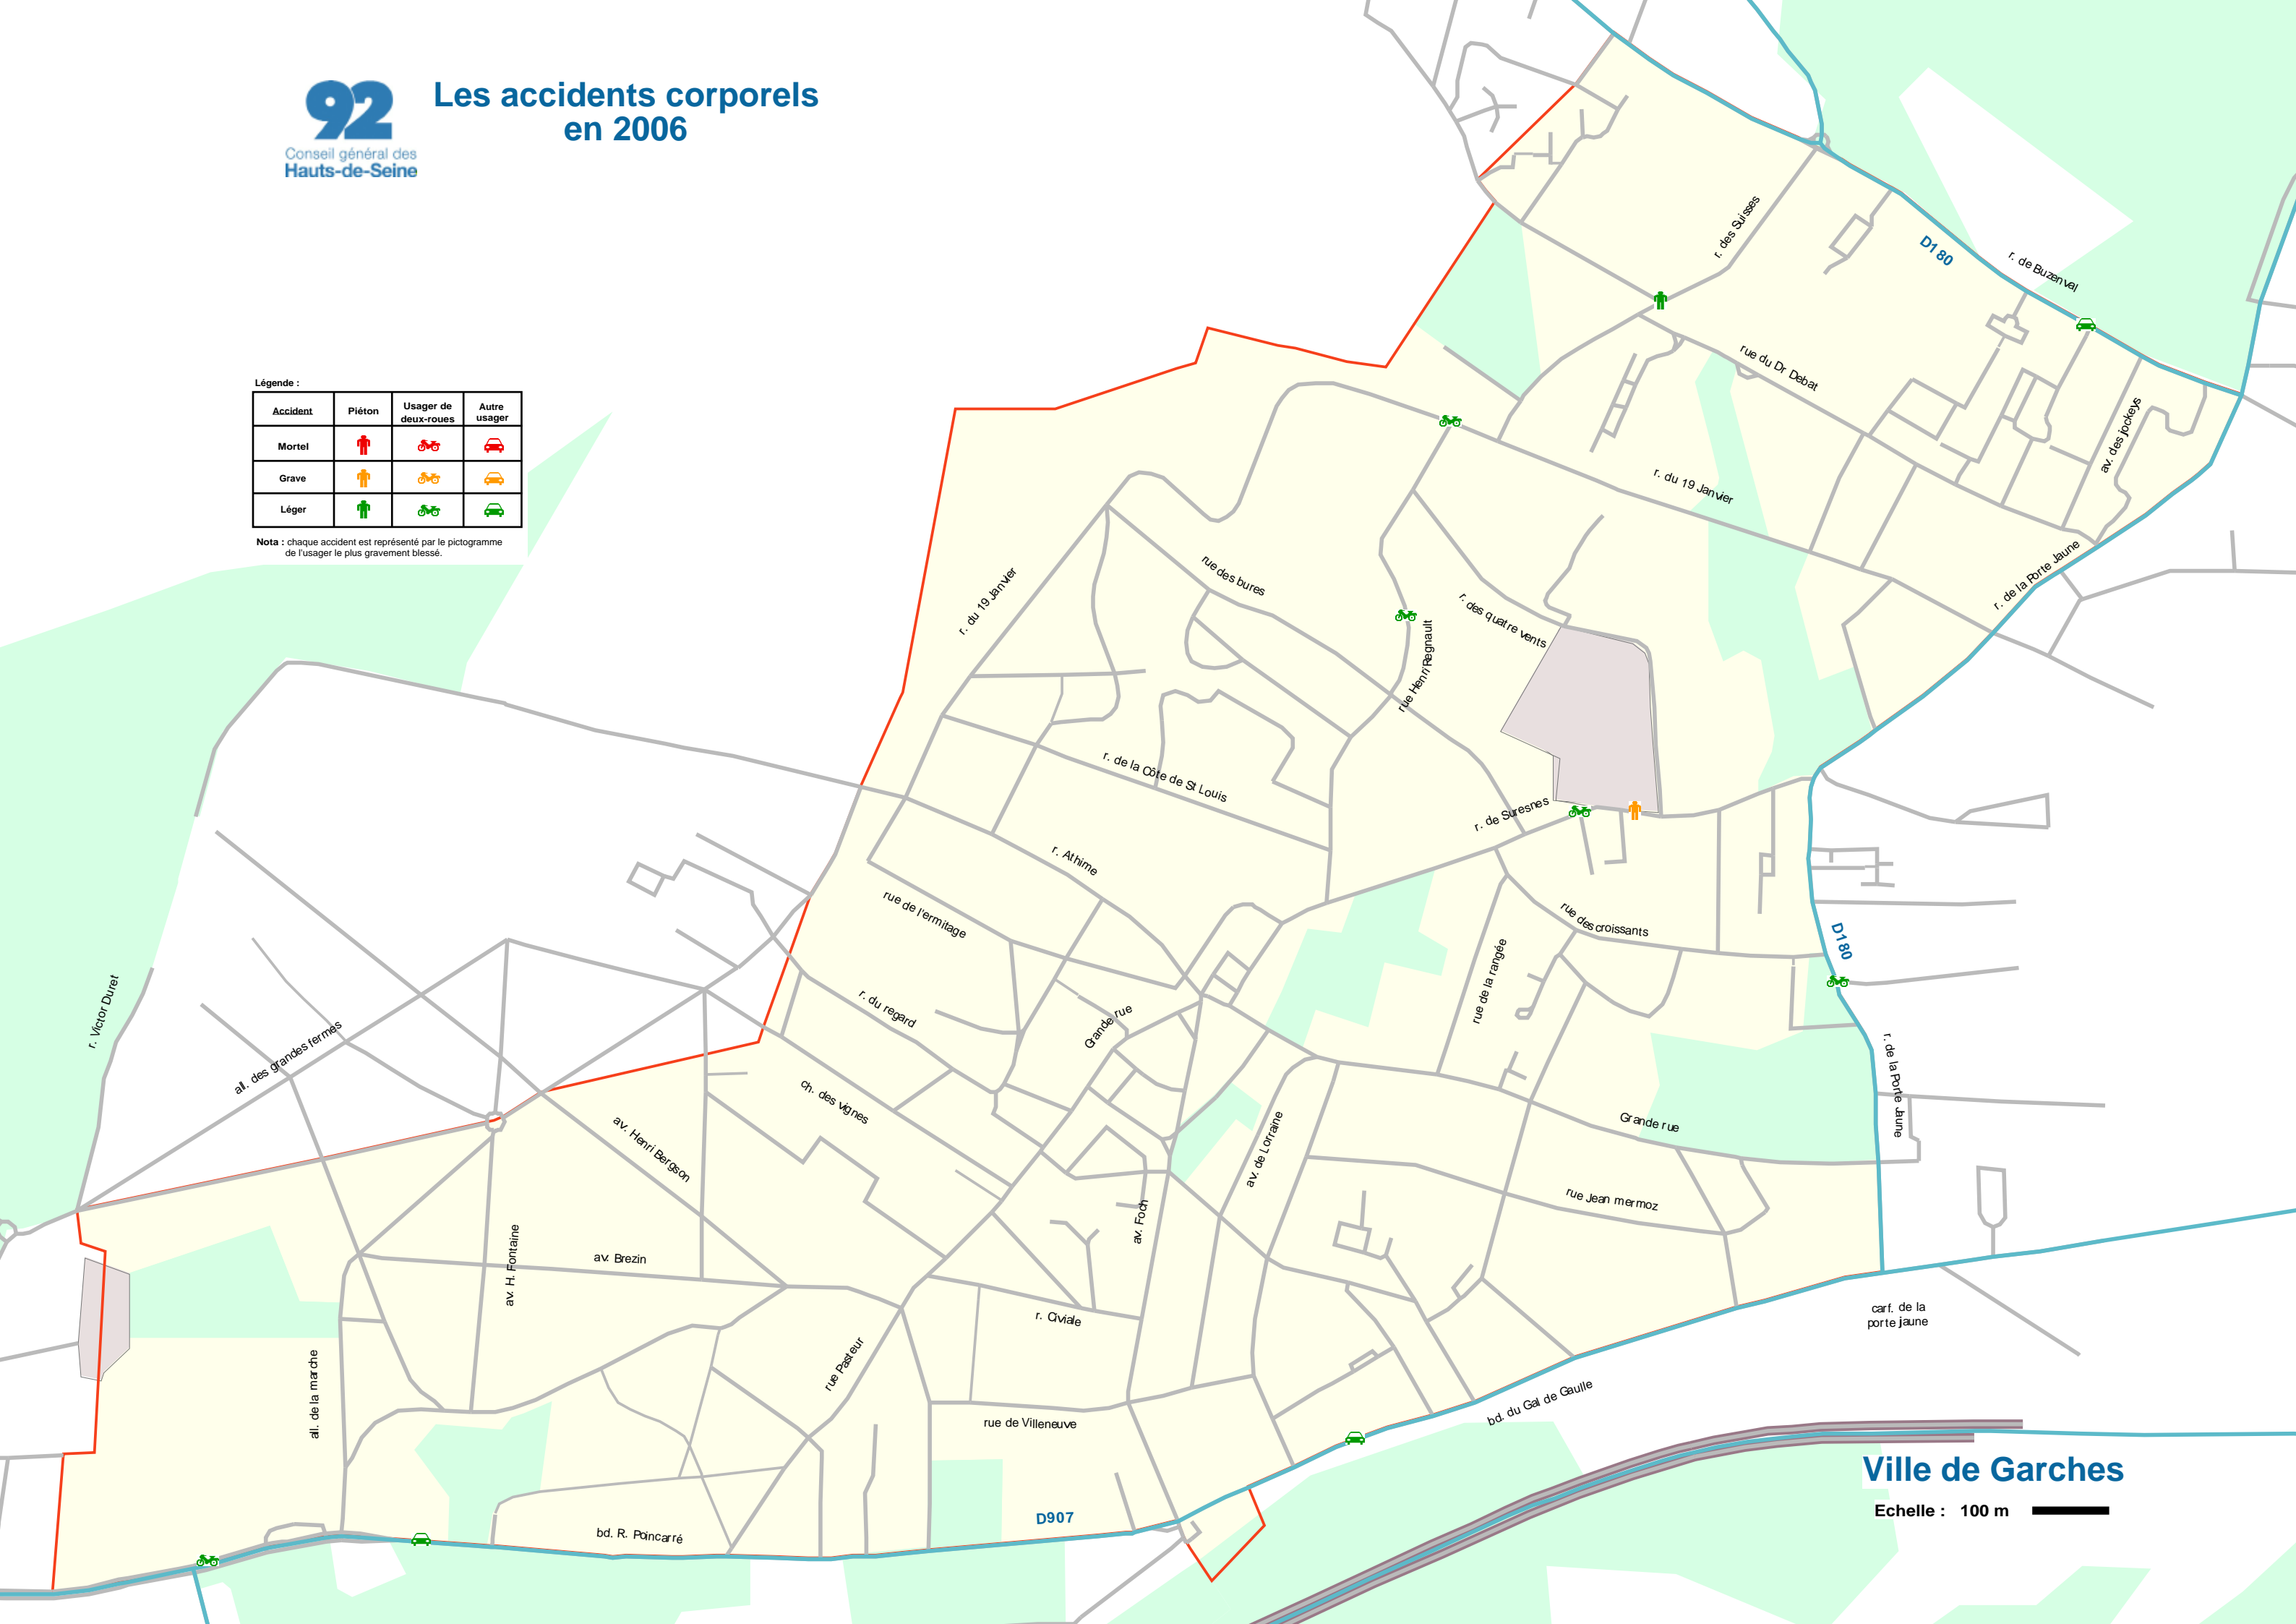 92
Conseil général des
Hauts-de-Seine
Les accidents corporels
en 2006
Légende :
Accident
Piéton
Usager de
deux-roues
Autre
usager
Mortel
Grave
Léger
Nota : chaque accident est représenté par le pictogramme
de l'usager le plus gravement blessé.
r. des Suisses
D180
r. de Buzenval
rue du Dr Debat
av. des jockeys
r. du 19 Janvier
r. de la Porte Jaune
rue des bures
r. du 19 Janvier
r. des quatre vents
rue Henri Regnault
r. de la Côte de St Louis
r. de Suresnes
r. Athime
rue de l'ermitage
rue des croissants
D180
rue de la rangée
r. Victor Duret
all. des grandes fermes
r. du regard
Grande rue
r. de la Porte Jaune
ch. des vignes
av. Henri Bergson
av. de Lorraine
Grande rue
rue Jean mermoz
av. Foch
av. H. Fontaine
av. Brezin
r. Civiale
carf. de la
porte jaune
rue Pasteur
all. de la marche
bd. du Gal de Gaulle
rue de Villeneuve
Ville de Garches
Echelle : 100 m
D907
bd. R. Poincarré